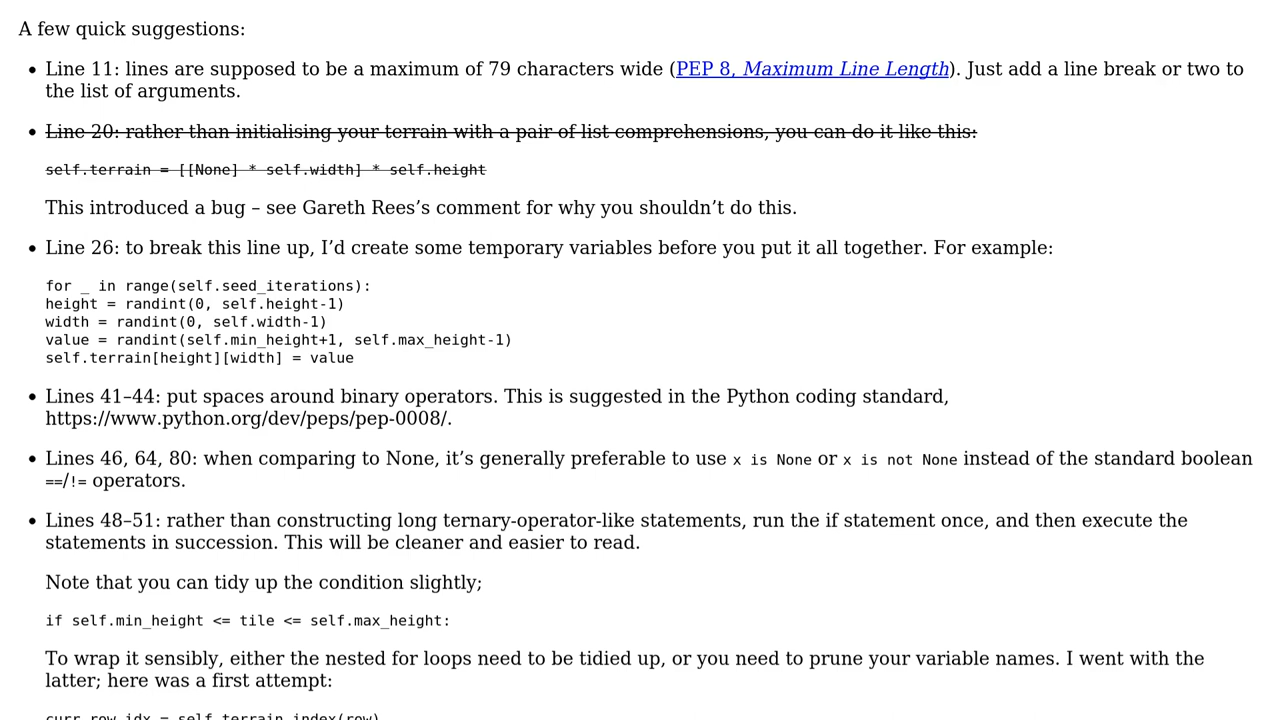 A few quick suggestions:
• Line 11: lines are supposed to be a maximum of 79 characters wide (PEP 8, Maximum Line Length). Just add a line break or two to
the list of arguments.
• Line 20: rather than initialising your terrain with a pair of list comprehensions, you can do it like this:
self.terrain = [[None] * self.width] * self.height
This introduced a bug – see Gareth Rees’s comment for why you shouldn’t do this.
• Line 26: to break this line up, I’d create some temporary variables before you put it all together. For example:
for _ in range(self.seed_iterations):
height = randint(0, self.height-1)
width = randint(0, self.width-1)
value = randint(self.min_height+1, self.max_height-1)
self.terrain[height][width] = value
• Lines 41–44: put spaces around binary operators. This is suggested in the Python coding standard,
https://www.python.org/dev/peps/pep-0008/.
• Lines 46, 64, 80: when comparing to None, it’s generally preferable to use x is None or x is not None instead of the standard boolean
==/!= operators.
• Lines 48–51: rather than constructing long ternary-operator-like statements, run the if statement once, and then execute the
statements in succession. This will be cleaner and easier to read.
Note that you can tidy up the condition slightly;
if self.min_height <= tile <= self.max_height:
To wrap it sensibly, either the nested for loops need to be tidied up, or you need to prune your variable names. I went with the
latter; here was a first attempt:
curr_row_idx = self.terrain.index(row)